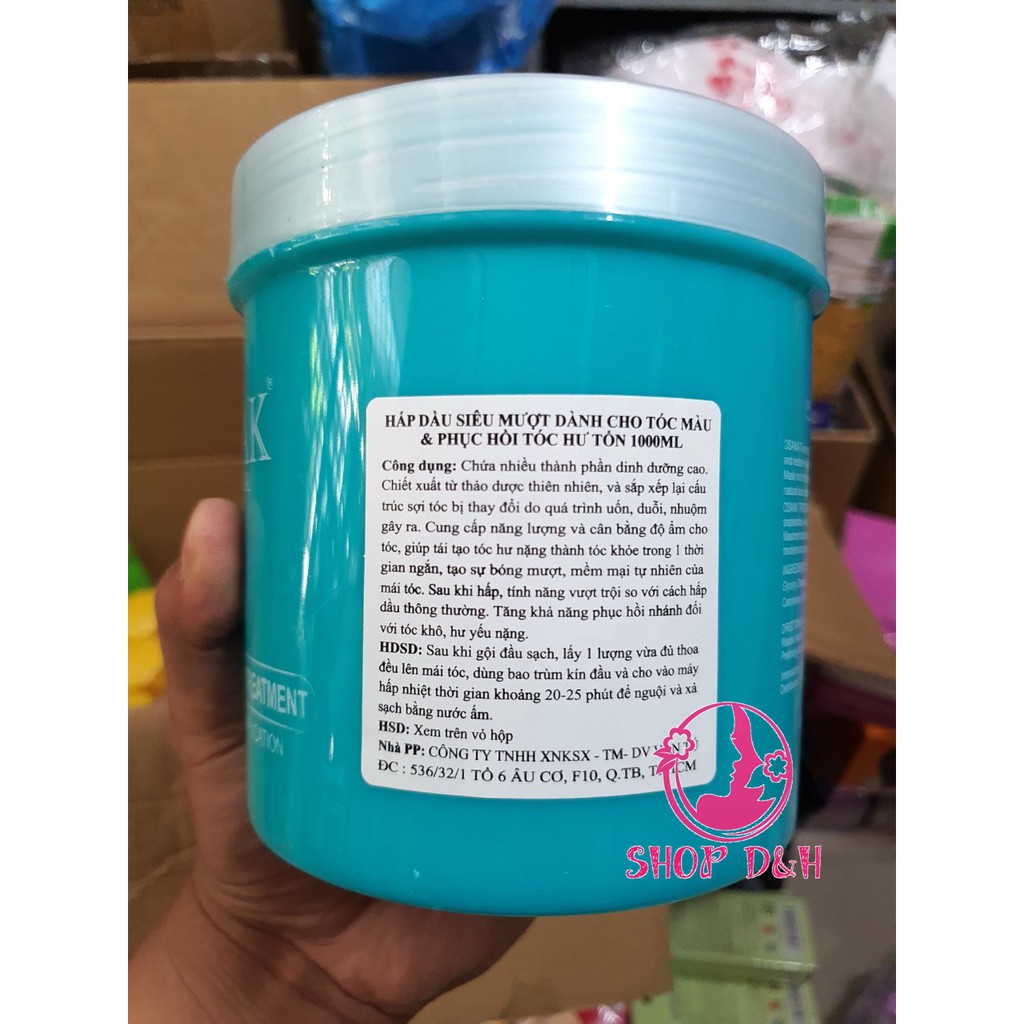 HẤP DẦU SIÊU MƯỢT DÀNH CHO TÓC MÀU
& PHỤC HỒI TÓC HƯ TỔN 1000ML
Công dụng: Chứa nhiều thành phần dinh dưỡng cao.
Chiết xuất từ thảo dược thiên nhiên, và sắp xếp lại cấu
trúc sợi tóc bị thay đổi do quá trình uốn, duỗi, nhuộm
gây ra. Cung cấp năng lượng và cân bằng độ ẩm cho
tóc, giúp tái tạo tóc hư nặng thành tóc khỏe trong 1 thời
gian ngắn, tạo sự bóng mượt, mềm mại tự nhiên của
mái tóc. Sau khi hấp, tính năng vượt trội so với cách hấp
dầu thông thường. Tăng khả năng phục hồi nhánh đối
với tóc khô, hư yếu nặng.
HDSD: Sau khi gội đầu sạch, lấy 1 lượng vừa đủ thoa
đều lên mái tóc, dùng bao trùm kín đầu và cho vào máy
hấp nhiệt thời gian khoảng 20-25 phút để nguội và xả
sạch bằng nước ấm.
HSD: Xem trên vỏ hộp
Nhà PP: CÔNG TY TNHH XNKSX - TM- DV
ĐC : 536/32/1 TỔ 6 ÂU CƠ, F10, Q.TB,
SHOP D&H